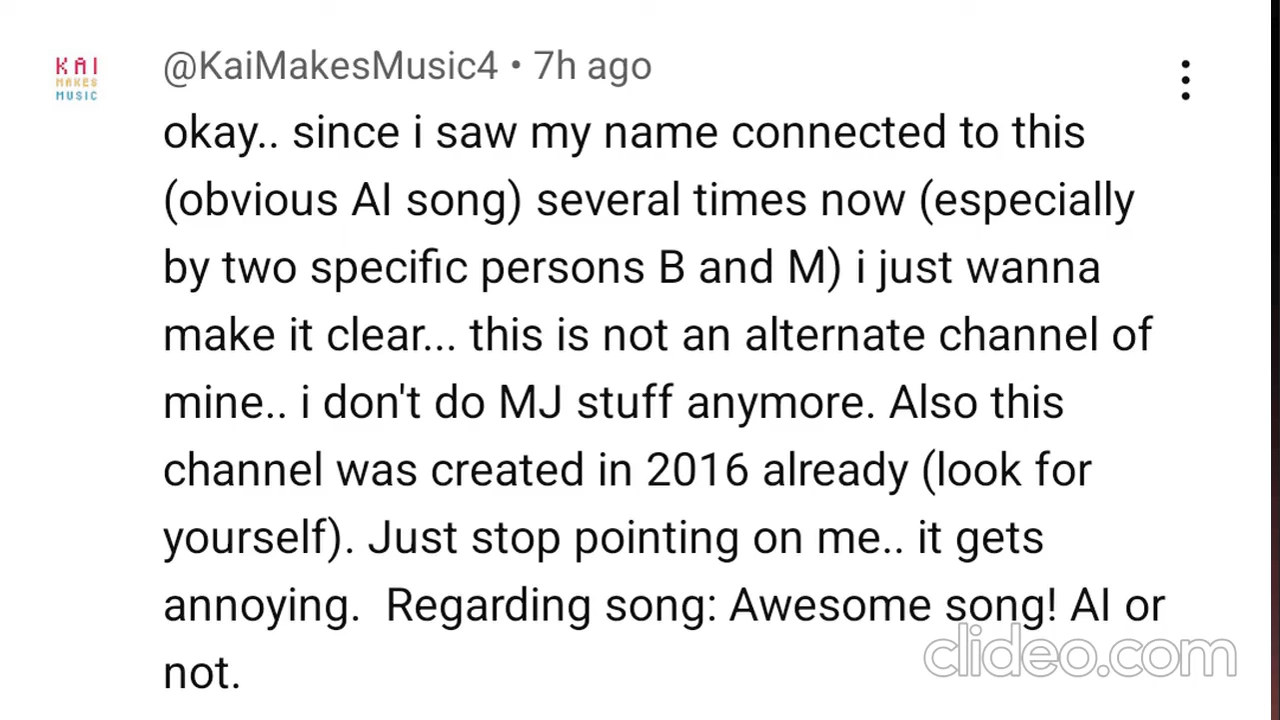 KAI
MAKES
MUSIC
@KaiMakesMusic4 • 7h ago
okay.. since i saw my name connected to this
(obvious AI song) several times now (especially
by two specific persons B and M) i just wanna
make it clear... this is not an alternate channel of
mine.. i don't do MJ stuff anymore. Also this
channel was created in 2016 already (look for
yourself). Just stop pointing on me.. it gets
annoying.  Regarding song: Awesome song! AI or
not.
clideo.com